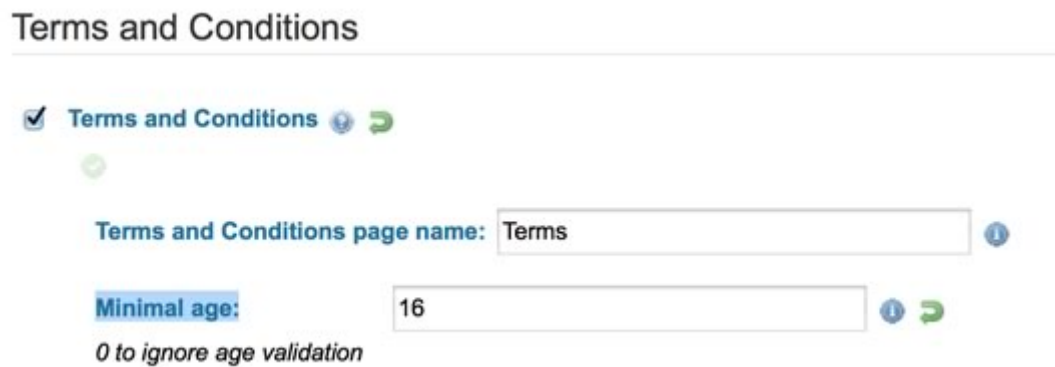 Terms and Conditions
Terms and Conditions
Terms and Conditions page name: Terms
Minimal age: 16
0 to ignore age validation